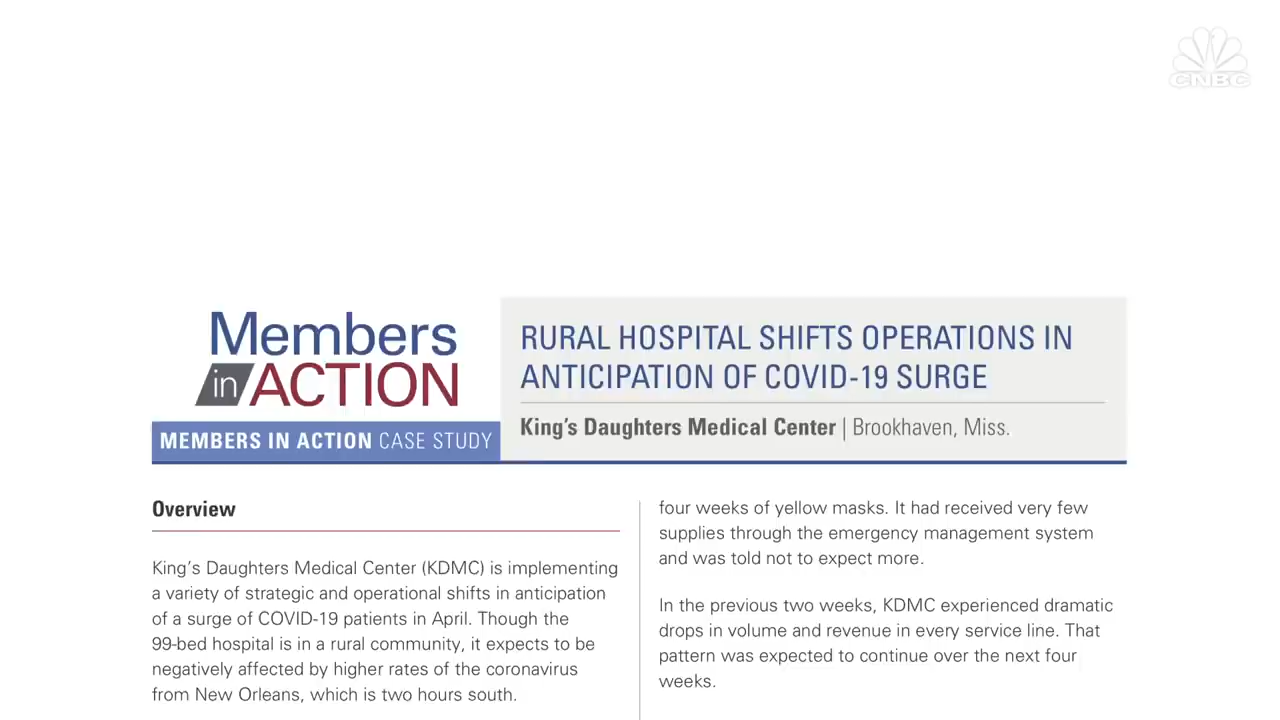 CNBC
Members
in ACTION
MEMBERS IN ACTION CASE STUDY
RURAL HOSPITAL SHIFTS OPERATIONS IN
ANTICIPATION OF COVID-19 SURGE
King's Daughters Medical Center | Brookhaven, Miss.
Overview
King's Daughters Medical Center (KDMC) is implementing
a variety of strategic and operational shifts in anticipation
of a surge of COVID-19 patients in April. Though the
99-bed hospital is in a rural community, it expects to be
negatively affected by higher rates of the coronavirus
from New Orleans, which is two hours south.
four weeks of yellow masks. It had received very few
supplies through the emergency management system
and was told not to expect more.
In the previous two weeks, KDMC experienced dramatic
drops in volume and revenue in every service line. That
pattern was expected to continue over the next four
weeks.